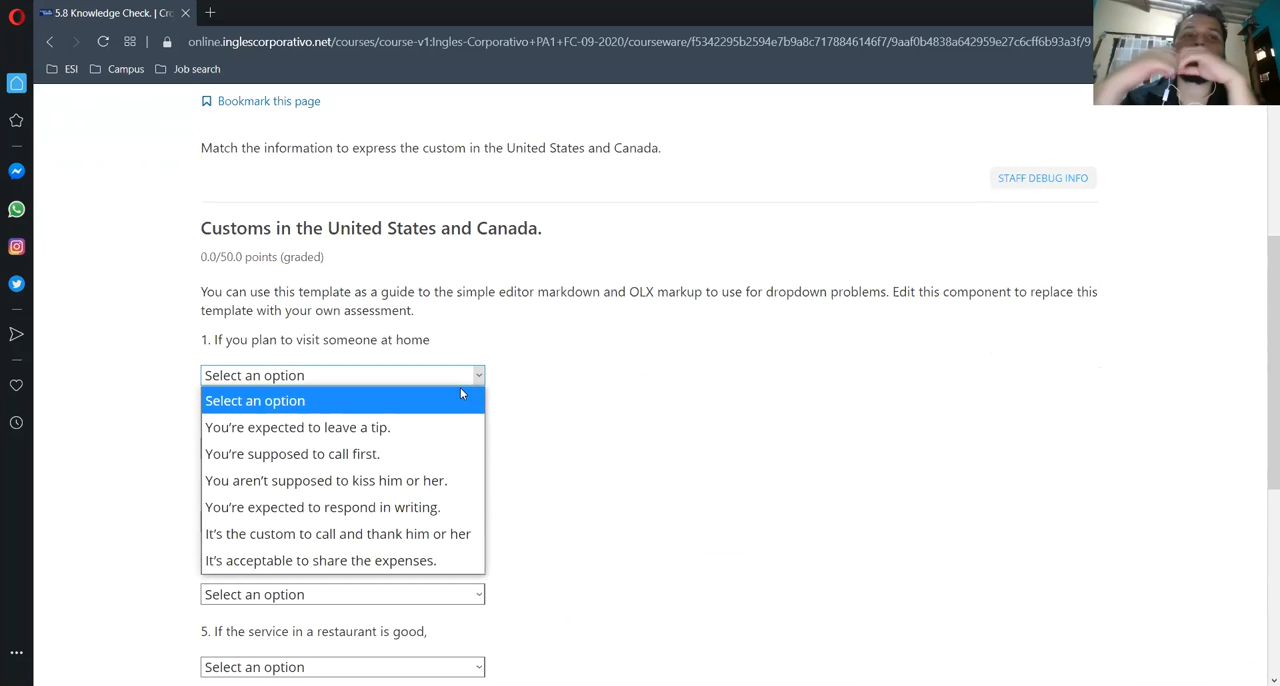 5.8 Knowledge Check. | Cro
online.inglescorporativo.net/courses/course-v1:Ingles-Corporativo+PA1+FC-09-2020/courseware/f5342295b2594e7b9a8c7178846146f7/9aaf0b4838a642959e27c6cff6b93a3f/9
ESI Campus Job search
Bookmark this page
Match the information to express the custom in the United States and Canada.
STAFF DEBUG INFO
Customs in the United States and Canada.
0.0/50.0 points (graded)
You can use this template as a guide to the simple editor markdown and OLX markup to use for dropdown problems. Edit this component to replace this
template with your own assessment.
1. If you plan to visit someone at home
Select an option
Select an option
You’re expected to leave a tip.
You’re supposed to call first.
You aren’t supposed to kiss him or her.
You’re expected to respond in writing.
It’s the custom to call and thank him or her
It’s acceptable to share the expenses.
Select an option
5. If the service in a restaurant is good,
Select an option